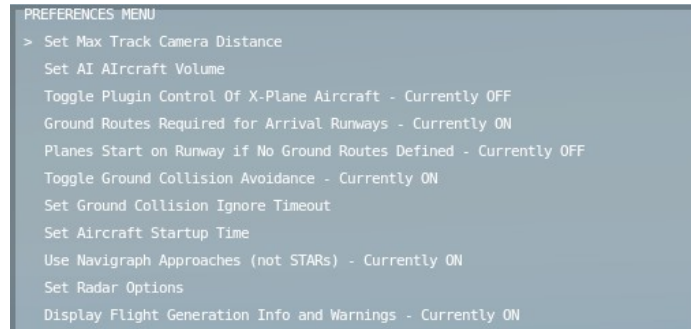 PREFERENCES MENU
> Set Max Track Camera Distance
Set AI AIrcraft Volume
Toggle Plugin Control Of X-Plane Aircraft - Currently OFF
Ground Routes Required for Arrival Runways - Currently ON
Planes Start on Runway if No Ground Routes Defined - Currently OFF
Toggle Ground Collision Avoidance - Currently ON
Set Ground Collision Ignore Timeout
Set Aircraft Startup Time
Use Navigraph Approaches (not STARs) - Currently ON
Set Radar Options
Display Flight Generation Info and Warnings - Currently ON